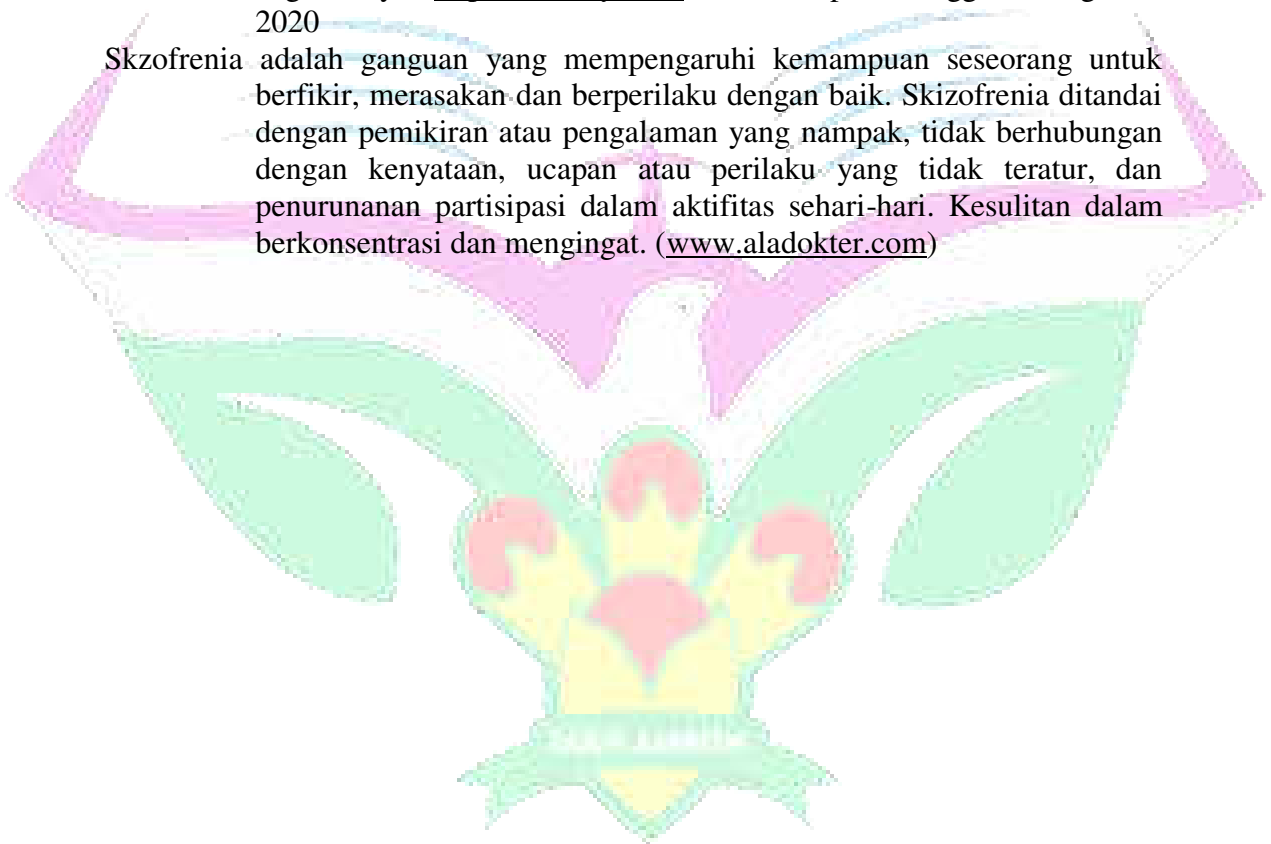 2020
Skzofrenia adalah ganguan yang mempengaruhi kemampuan seseorang untuk
berfikir, merasakan dan berperilaku dengan baik. Skizofrenia ditandai
dengan pemikiran atau pengalaman yang nampak, tidak berhubungan
dengan kenyataan, ucapan atau perilaku yang tidak teratur, dan
penurunanan partisipasi dalam aktifitas sehari-hari. Kesulitan dalam
berkonsentrasi dan mengingat. (www.aladokter.com)